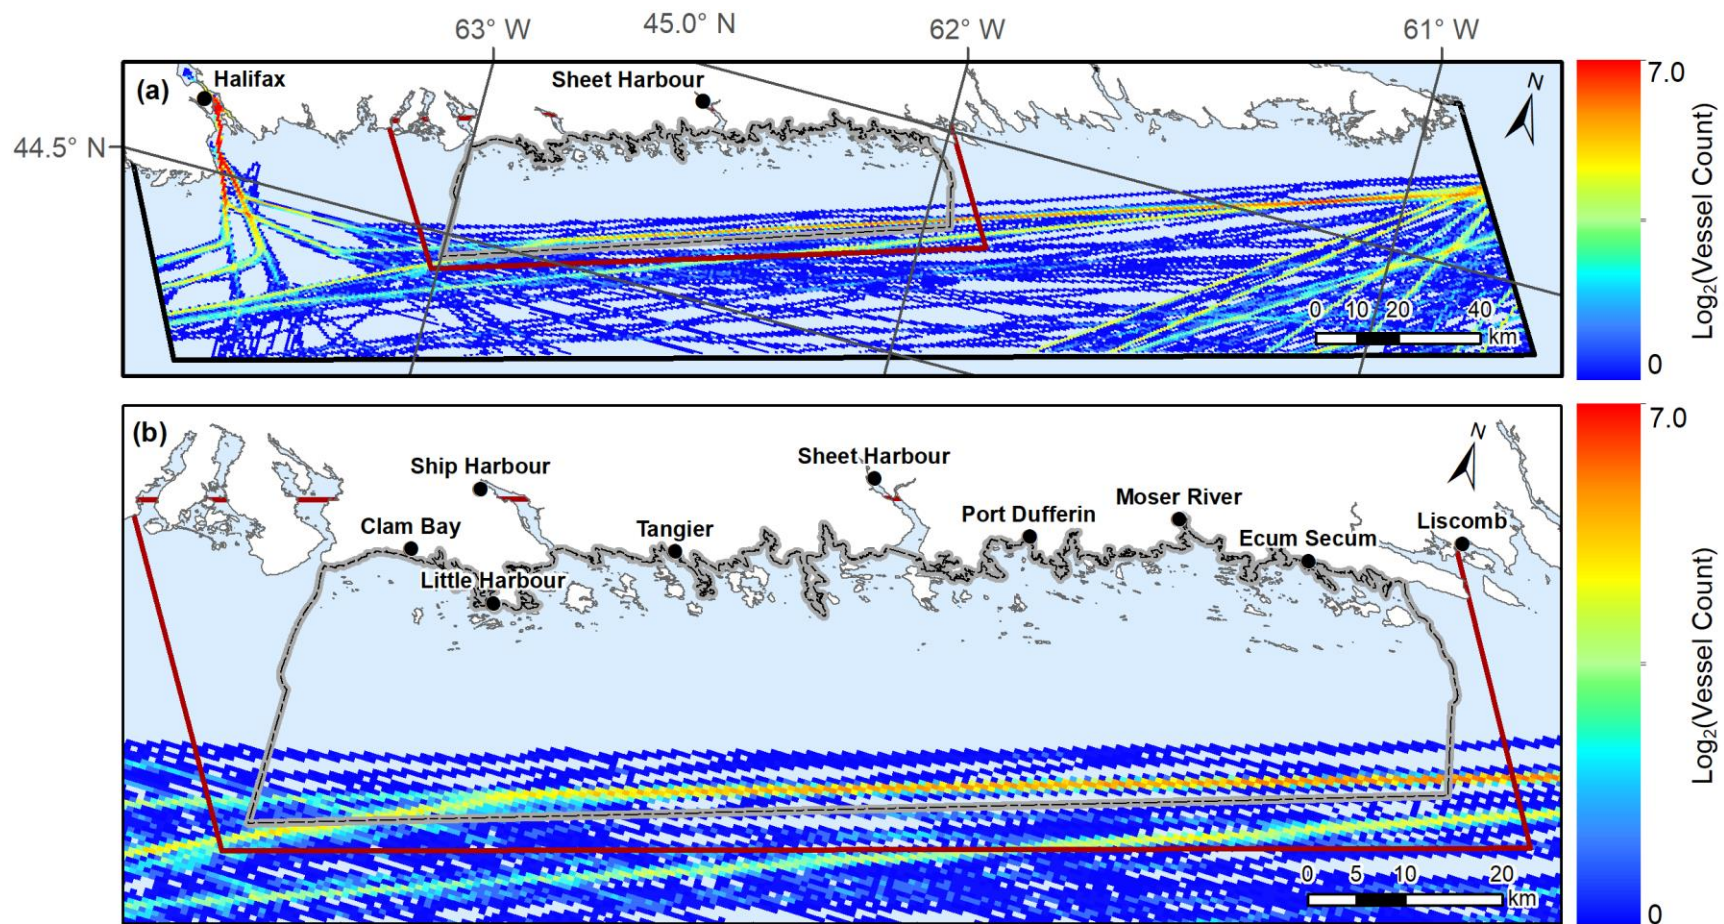 63° W
45.0° N
62° W
61° W
(a)
Halifax
Sheet Harbour
N
7.0
44.5° N
Log2(Vessel Count)
0 10 20 40
km
0
(b)
N
7.0
Sheet Harbour
Ship Harbour
Moser River
Port Dufferin
Liscomb
Clam Bay
Tangier
Ecum Secum
Little Harbour
Log2(Vessel Count)
0 5 10 20
km
0